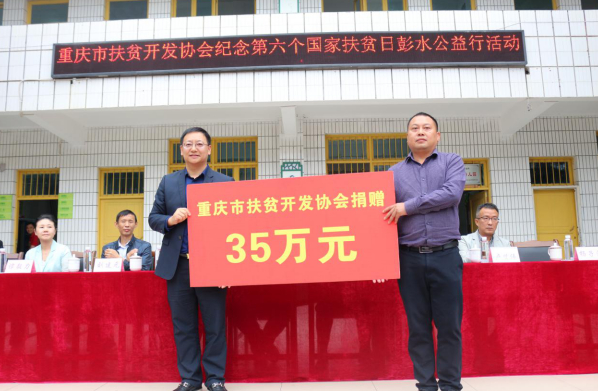 重庆市扶贫开发协会纪念第六个国家扶贫日彭水公益行活动
重庆市扶贫开发协会捐赠
35万元